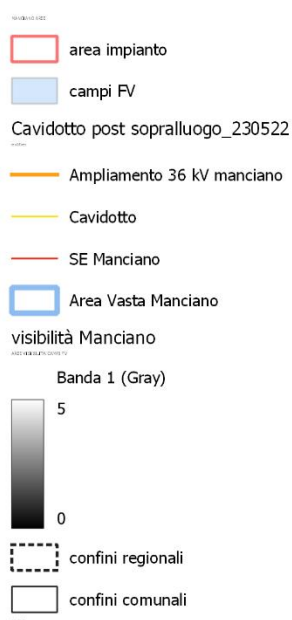 area impianto
campi FV
Cavidotto post sopralluogo_230522
Ampliamento 36 kV manciano
Cavidotto
SE Manciano
Area Vasta Manciano
visibilità Manciano
Banda 1 (Gray)
5
0
confini regionali
confini comunali